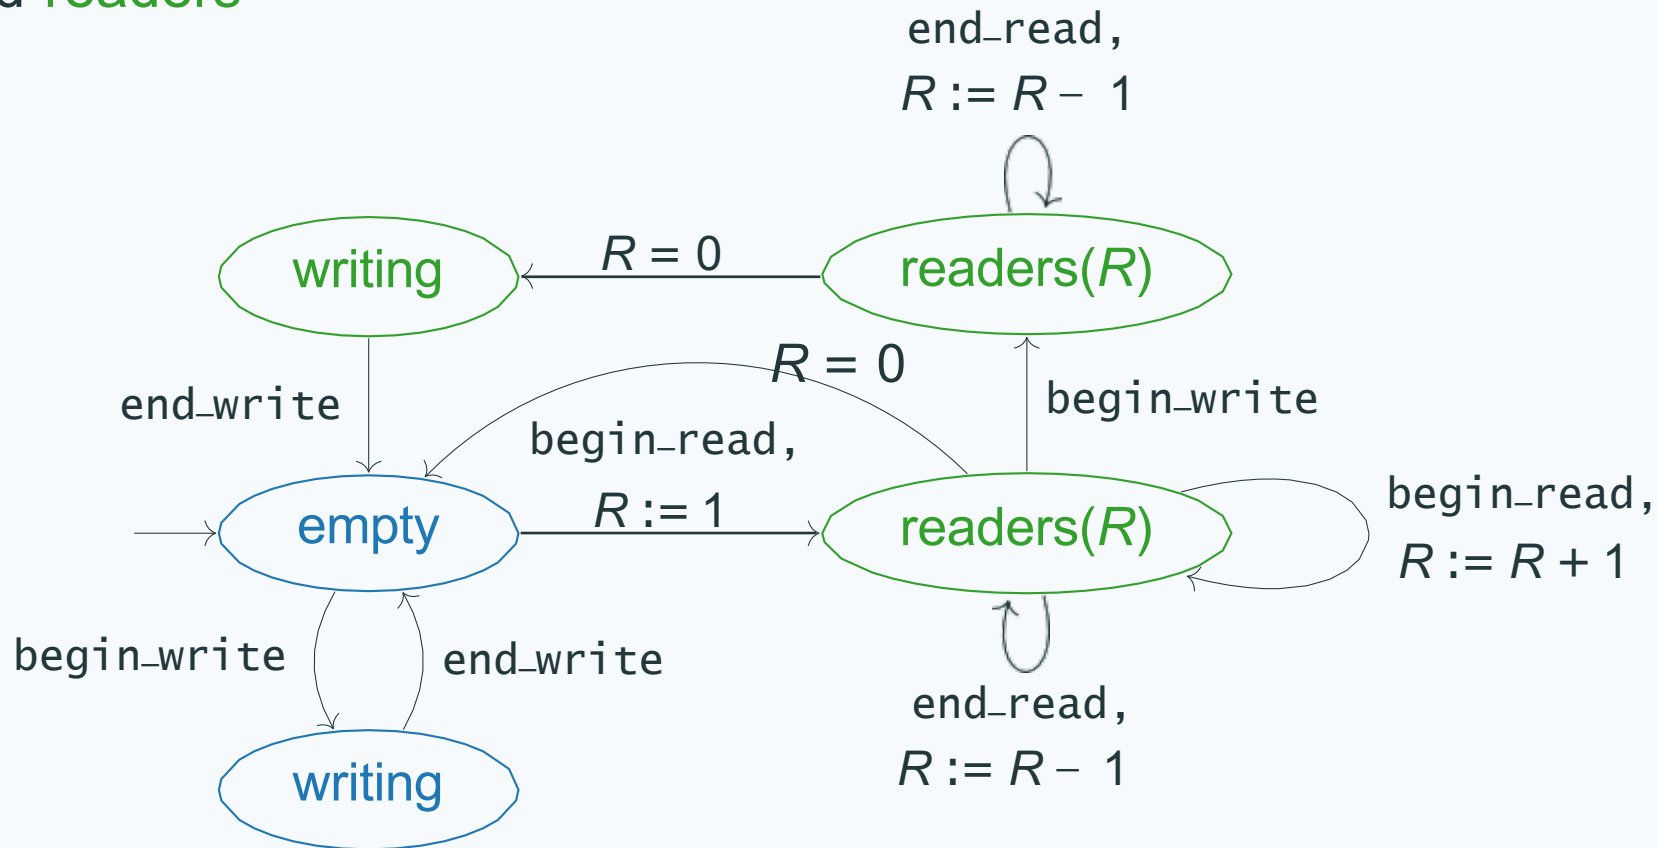 readers
end_read,
R := R − 1
writing
R = 0
readers(R)
R = 0
end_write
begin_write
begin_read,
R := 1
empty
readers(R)
begin_read,
R := R + 1
begin_write
end_write
end_read,
R := R − 1
writing